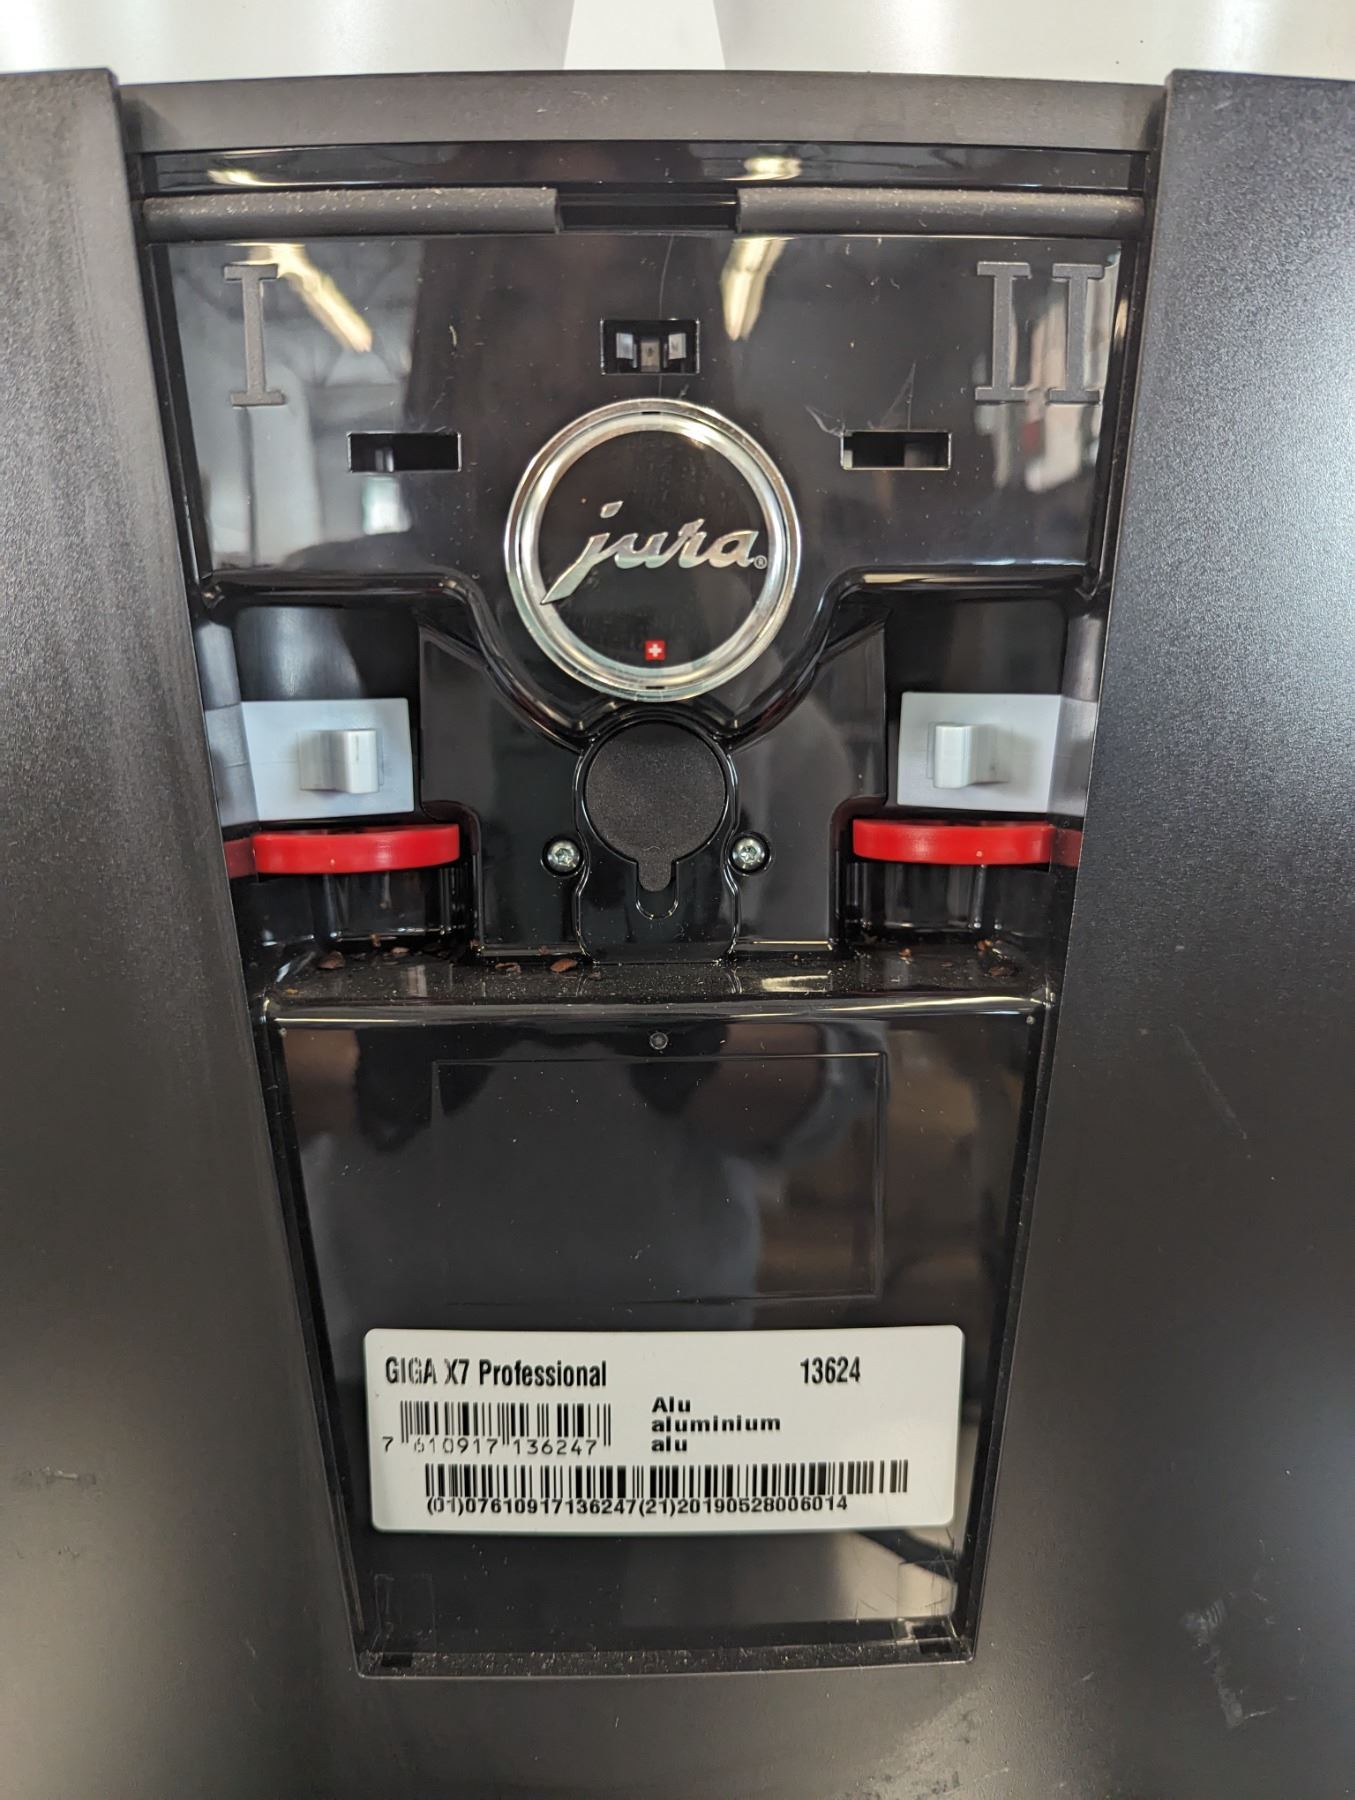 I
II
jura®
GIGA X7 Professional 13624
Alu
aluminium
alu
7 610917 136247
(01)07610917136247(21)20190528006014